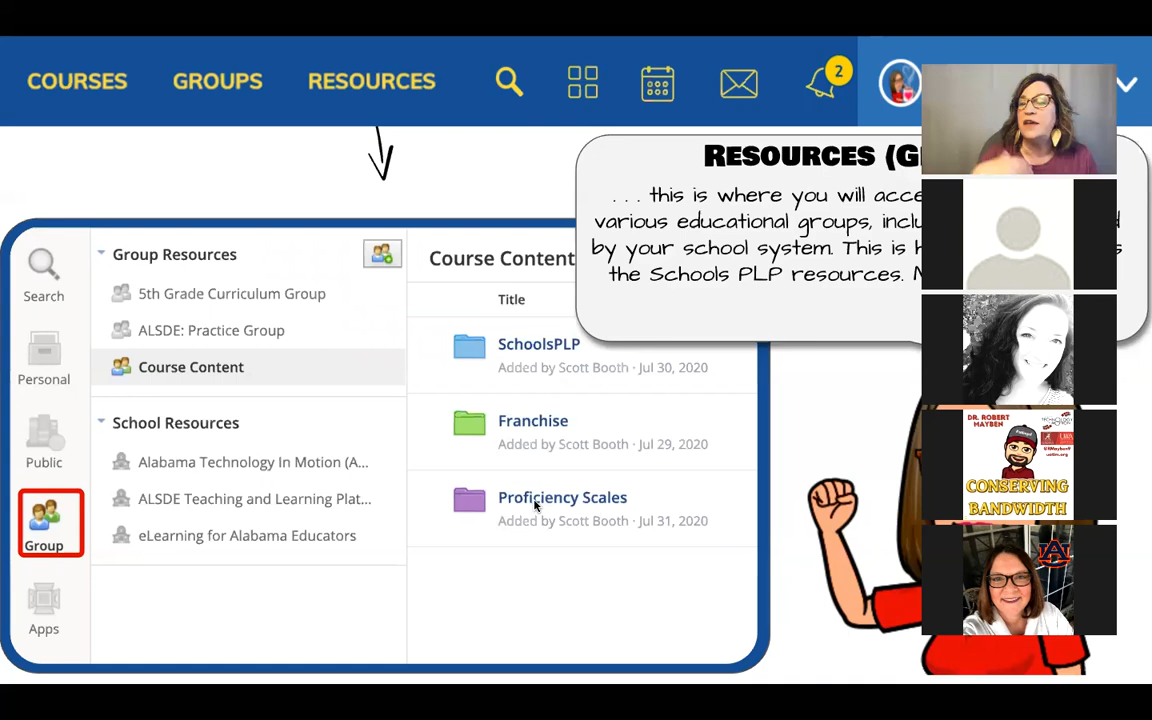 COURSES GROUPS RESOURCES 2
RESOURCES (G
. . . this is where you will acce
various educational groups, inclu d
by your school system. This is h s
the Schools PLP resources. M
Search
Personal
Public
Group
Apps
Group Resources
5th Grade Curriculum Group
ALSDE: Practice Group
Course Content
School Resources
Alabama Technology In Motion (A...
ALSDE Teaching and Learning Plat...
eLearning for Alabama Educators
Course Content
Title
SchoolsPLP
Added by Scott Booth · Jul 30, 2020
Franchise
Added by Scott Booth · Jul 29, 2020
Proficiency Scales
Added by Scott Booth · Jul 31, 2020
DR. ROBERT
MAYBEN
CONSERVING
BANDWIDTH